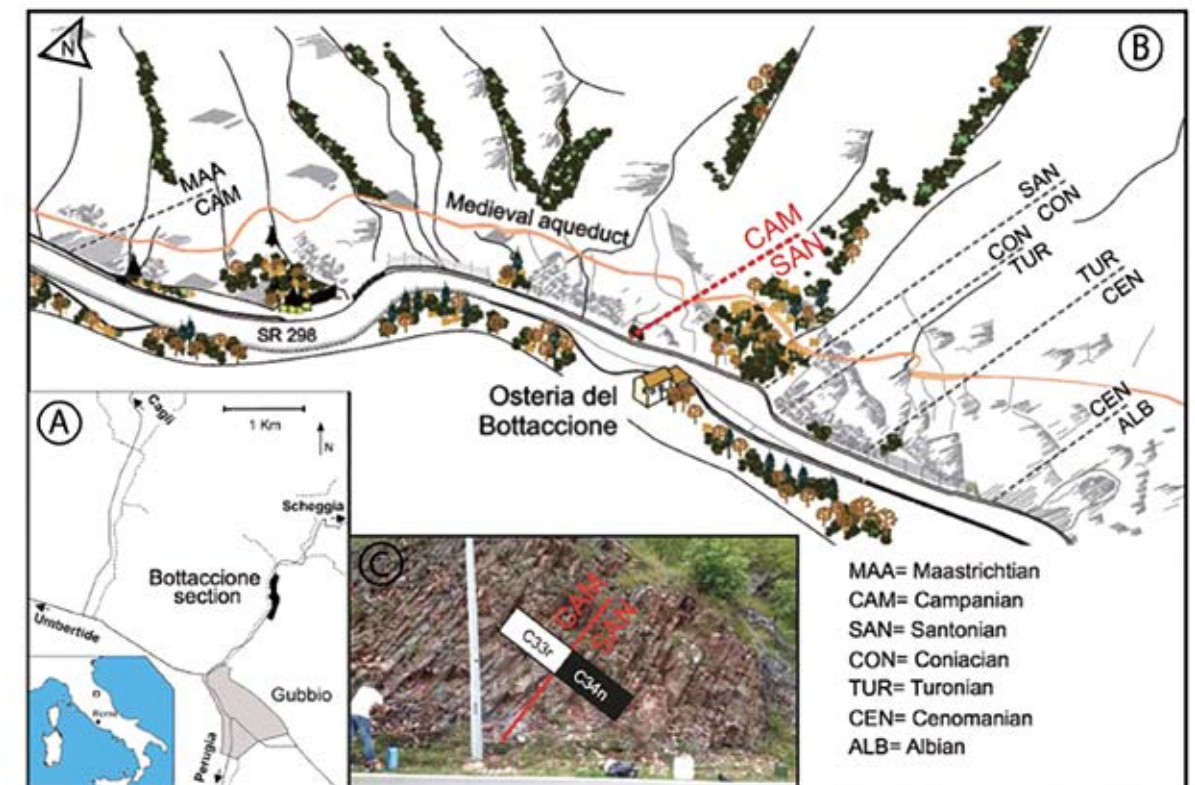 N
B
MAA
CAM
Medieval aqueduct
CAM
SAN
SAN
CON
CON
TUR
TUR
CEN
CEN
ALB
SR 298
Osteria del
Bottaccione
A
Cagli
1 Km
N
Scheggia
Bottaccione
section
Umbertide
Gubbio
Perugia
Rome
C
CAM
SAN
C33r
C34n
MAA= Maastrichtian
CAM= Campanian
SAN= Santonian
CON= Coniacian
TUR= Turonian
CEN= Cenomanian
ALB= Albian